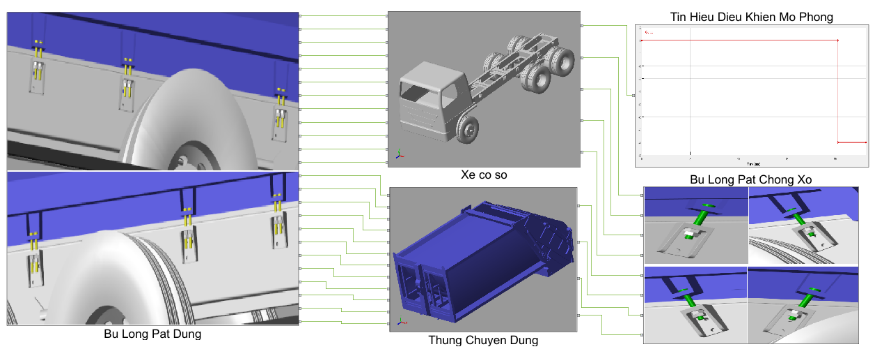 Tin Hieu Dieu Khien Mo Phong
Xe co so
Bu Long Pat Chong Xo
Bu Long Pat Dung
Thung Chuyen Dung